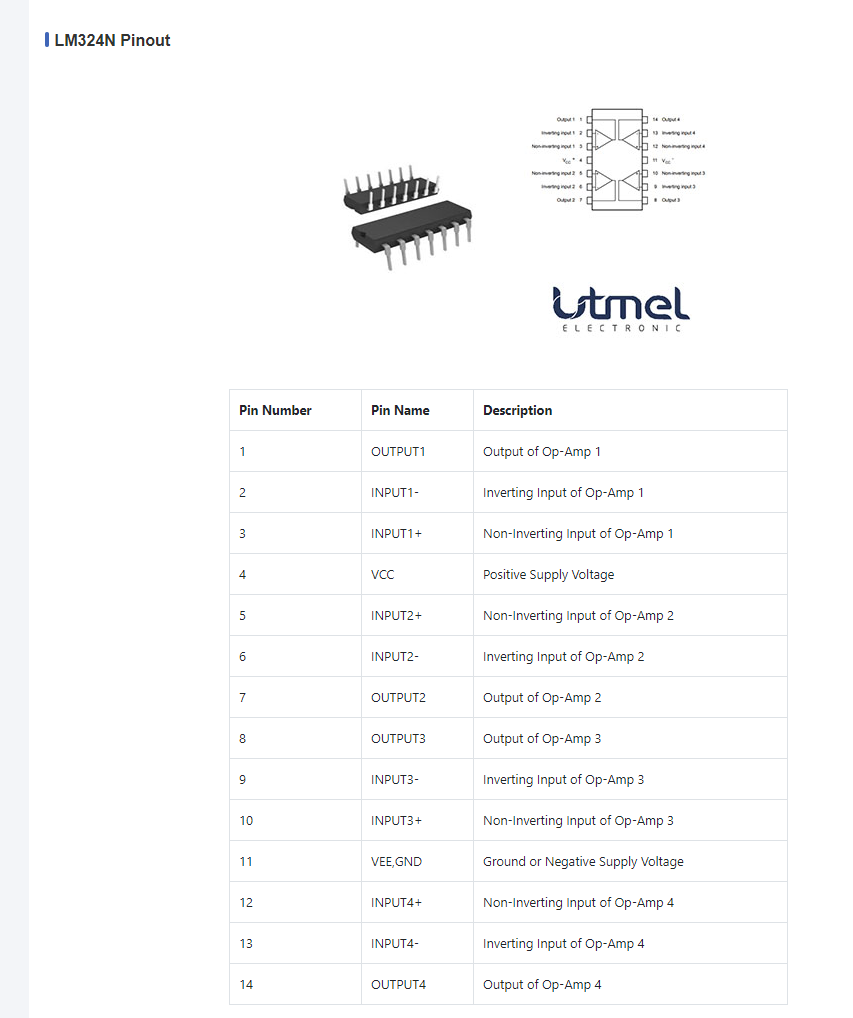 LM324N Pinout
Output 1 1 14 Output 4
Inverting input 1 2 13 Inverting input 4
Non-inverting input 1 3 12 Non-inverting input 4
VCC + 4 11 VCC -
Non-inverting input 2 5 10 Non-inverting input 3
Inverting input 2 6 9 Inverting input 3
Output 2 7 8 Output 3
Utmel
ELECTRONIC
Pin Number Pin Name Description
1 OUTPUT1 Output of Op-Amp 1
2 INPUT1- Inverting Input of Op-Amp 1
3 INPUT1+ Non-Inverting Input of Op-Amp 1
4 VCC Positive Supply Voltage
5 INPUT2+ Non-Inverting Input of Op-Amp 2
6 INPUT2- Inverting Input of Op-Amp 2
7 OUTPUT2 Output of Op-Amp 2
8 OUTPUT3 Output of Op-Amp 3
9 INPUT3- Inverting Input of Op-Amp 3
10 INPUT3+ Non-Inverting Input of Op-Amp 3
11 VEE,GND Ground or Negative Supply Voltage
12 INPUT4+ Non-Inverting Input of Op-Amp 4
13 INPUT4- Inverting Input of Op-Amp 4
14 OUTPUT4 Output of Op-Amp 4